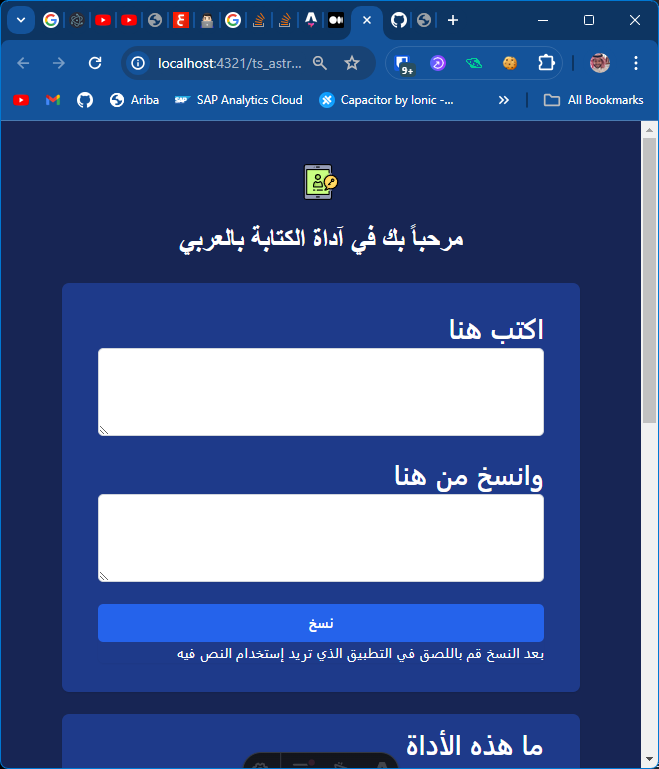 localhost:4321/ts_astr...
9+
Ariba
SAP SAP Analytics Cloud
Capacitor by Ionic -...
All Bookmarks
مرحباً بك في آداة الكتابة بالعربي
اكتب هنا
وانسخ من هنا
نسخ
بعد النسخ قم باللصق في التطبيق الذي تريد إستخدام النص فيه
ما هذه الأداة